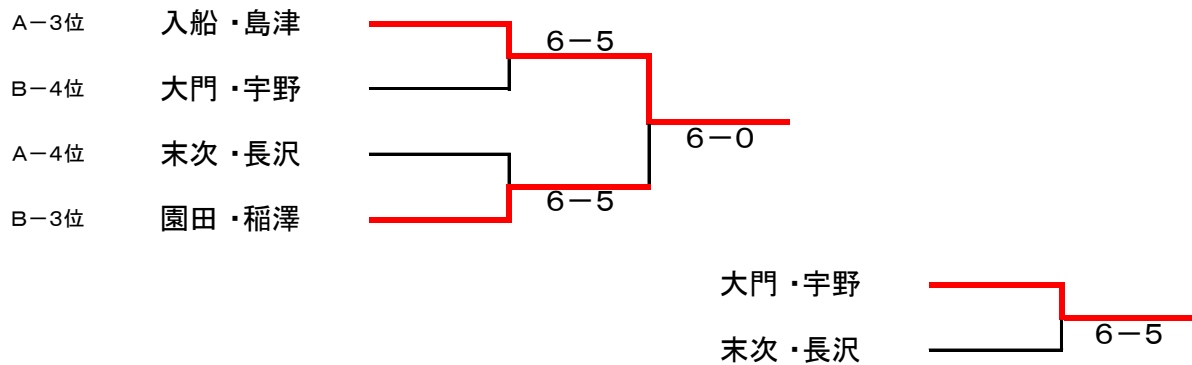 A－3位 入船・島津
6－5
B－4位 大門・宇野
6－0
A－4位 末次・長沢
6－5
B－3位 園田・稲澤
大門・宇野
6－5
末次・長沢